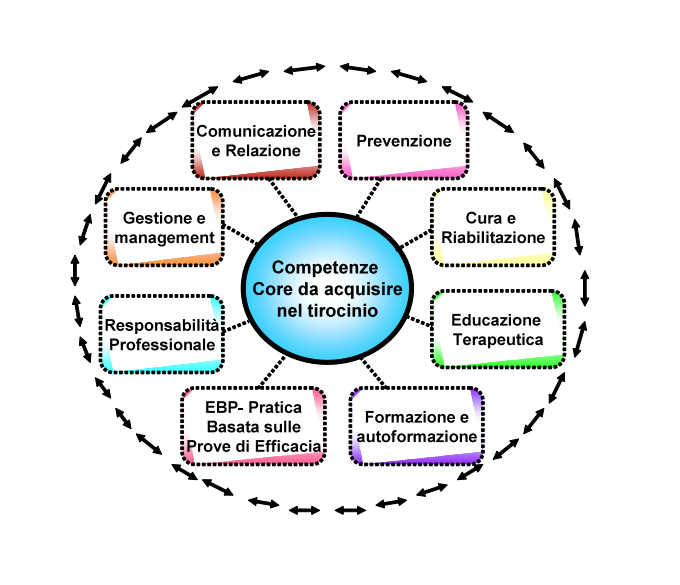 Comunicazione
e Relazione
Prevenzione
Gestione e
management
Cura e
Riabilitazione
Competenze
Core da acquisire
nel tirocinio
Responsabilità
Professionale
Educazione
Terapeutica
EBP- Pratica
Basata sulle
Prove di Efficacia
Formazione e
autoformazione